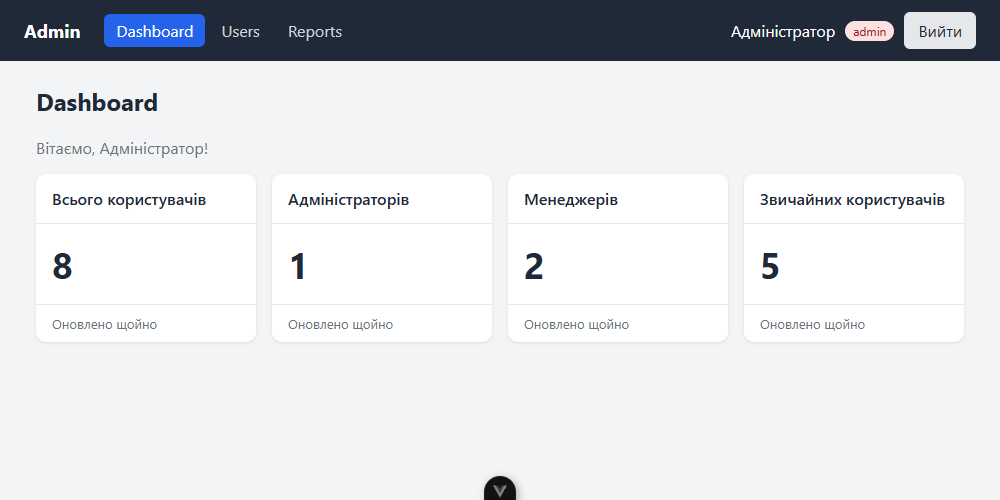 Admin Dashboard Users Reports Адміністратор admin Вийти
Dashboard
Вітаємо, Адміністратор!
Всього користувачів Адміністраторів Менеджерів Звичайних користувачів
8 1 2 5
Оновлено щойно Оновлено щойно Оновлено щойно Оновлено щойно